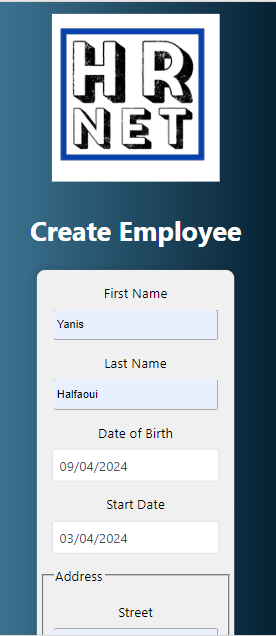 HR
NET
Create Employee
First Name
Yanis
Last Name
Halfaoui
Date of Birth
09/04/2024
Start Date
03/04/2024
Address
Street